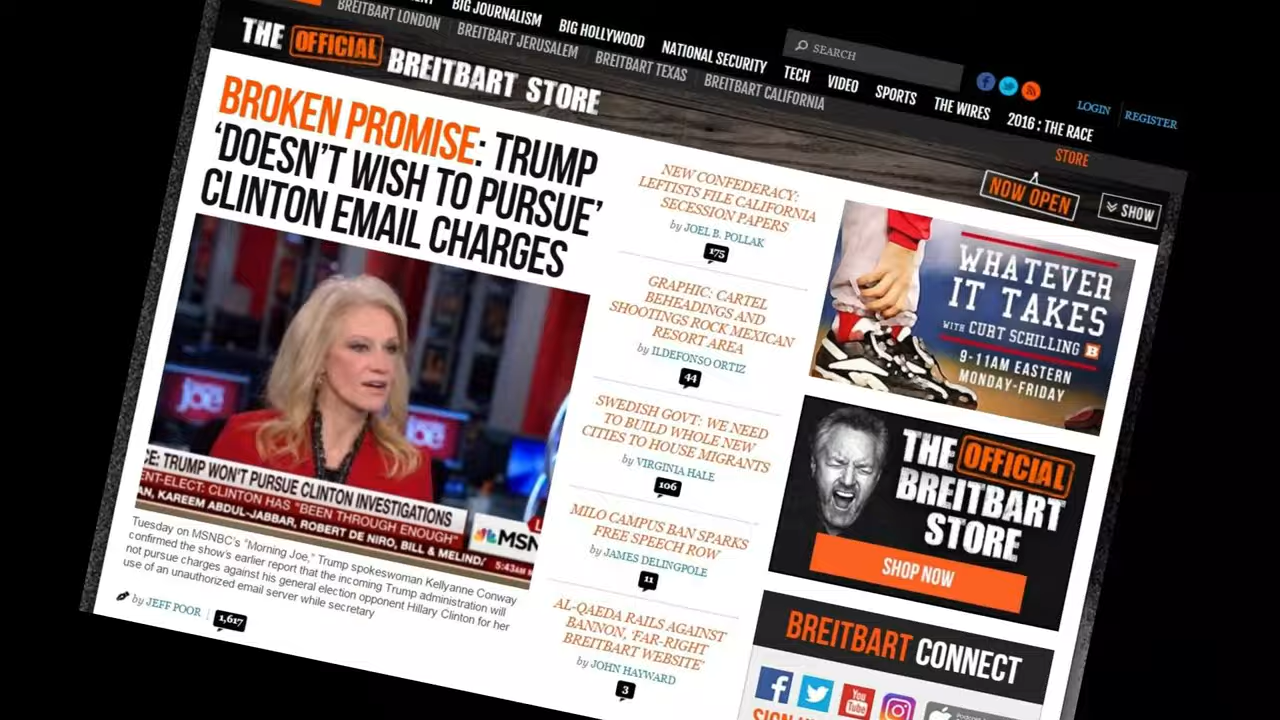 BREITBART LONDON
BIG JOURNALISM
BREITBART JERUSALEM
BIG HOLLYWOOD
BREITBART TEXAS
NATIONAL SECURITY
BREITBART CALIFORNIA
TECH
VIDEO
SPORTS
THE WIRES
2016 : THE RACE
STORE
SEARCH
LOGIN
REGISTER
THE OFFICIAL BREITBART STORE
NOW OPEN
SHOW
BROKEN PROMISE: TRUMP
‘DOESN’T WISH TO PURSUE’
CLINTON EMAIL CHARGES
Joe
Joe
CE: TRUMP WON'T PURSUE CLINTON INVESTIGATIONS
ENT-ELECT: CLINTON HAS "BEEN THROUGH ENOUGH"
AN, KAREEM ABDUL-JABBAR, ROBERT DE NIRO, BILL & MELIND
MSN
5:43AM
Tuesday on MSNBC's "Morning Joe," Trump spokeswoman Kellyanne Conway
confirmed the show's earlier report that the incoming Trump administration will
not pursue charges against his general election opponent Hillary Clinton for her
use of an unauthorized email server while secretary
by JEFF POOR
1,617
NEW CONFEDERACY:
LEFTISTS FILE CALIFORNIA
SECESSION PAPERS
by JOEL B. POLLAK
175
GRAPHIC: CARTEL
BEHEADINGS AND
SHOOTINGS ROCK MEXICAN
RESORT AREA
by ILDEFONSO ORTIZ
44
SWEDISH GOVT: WE NEED
TO BUILD WHOLE NEW
CITIES TO HOUSE MIGRANTS
by VIRGINIA HALE
106
MILO CAMPUS BAN SPARKS
FREE SPEECH ROW
by JAMES DELINGPOLE
11
AL-QAEDA RAILS AGAINST
BANNON, ‘FAR-RIGHT
BREITBART WEBSITE’
by JOHN HAYWARD
3
WHATEVER
IT TAKES
WITH CURT SCHILLING B
9-11AM EASTERN
MONDAY-FRIDAY
THE OFFICIAL
BREITBART
STORE
SHOP NOW
BREITBART CONNECT
You
Tube